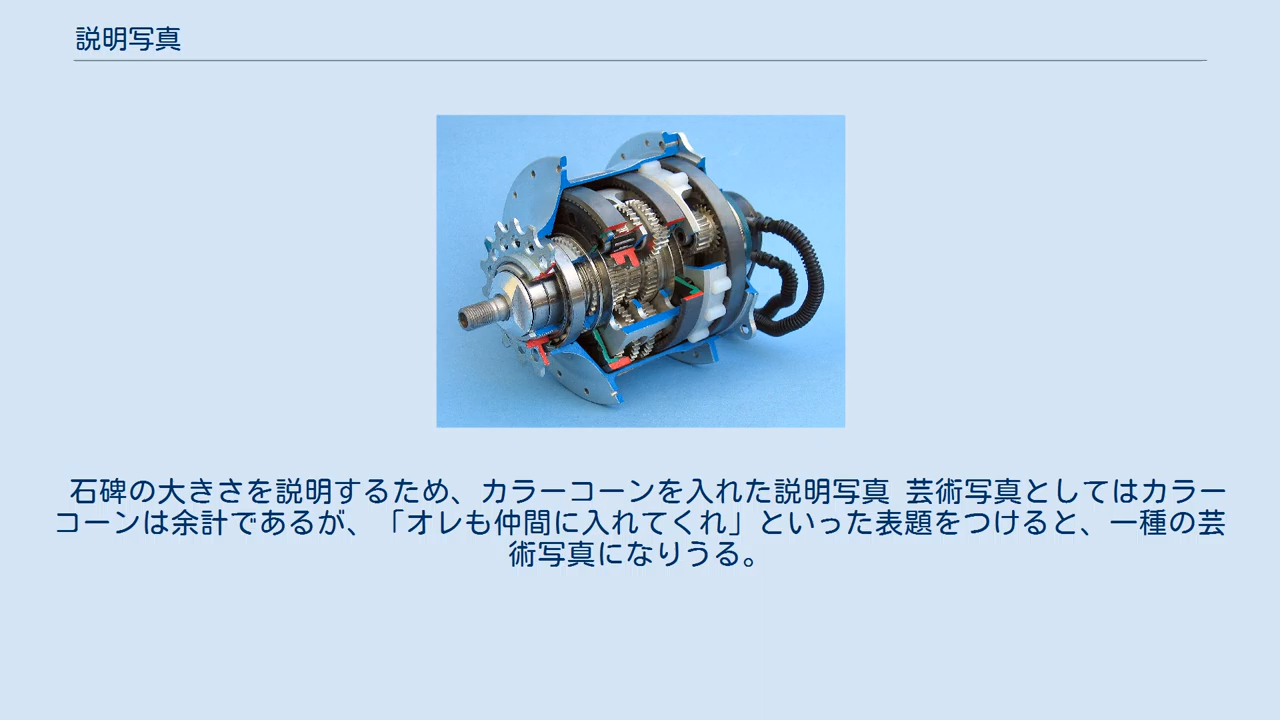 説明写真
石碑の大きさを説明するため、カラーコーンを入れた説明写真 芸術写真としてはカラー
コーンは余計であるが、「オレも仲間に入れてくれ」といった表題をつけると、一種の芸
術写真になりうる。